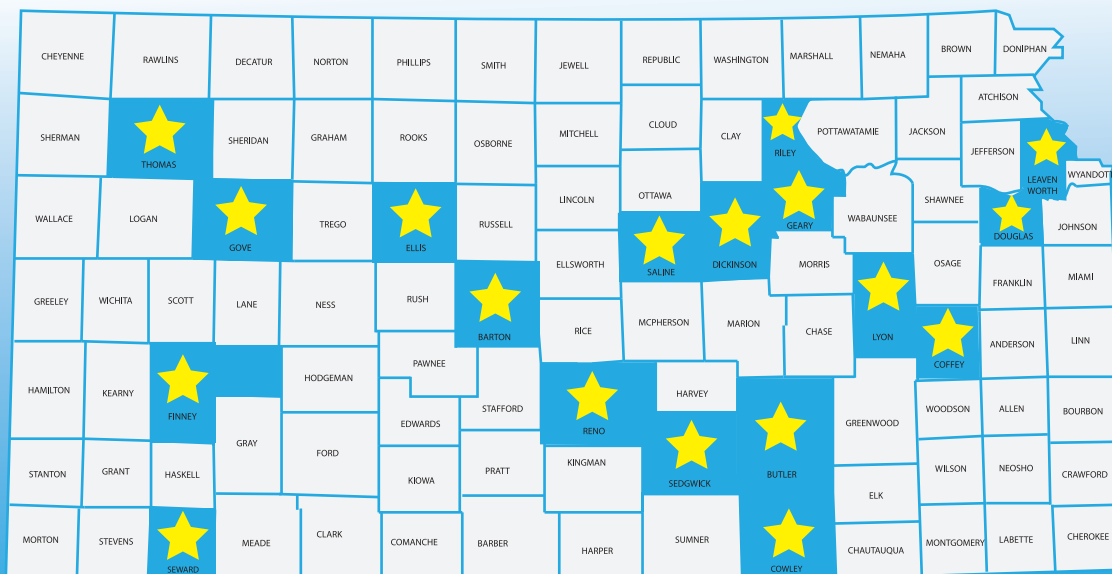 CHEYENNE
RAWLINS
DECATUR
NORTON
PHILLIPS
SMITH
JEWELL
REPUBLIC
WASHINGTON
MARSHALL
NEMAHA
BROWN
DONIPHAN
SHERMAN
THOMAS
SHERIDAN
GRAHAM
ROOKS
OSBORNE
MITCHELL
CLOUD
CLAY
RILEY
POTTAWATAMIE
JACKSON
ATCHISON
JEFFERSON
LEAVEN
WORTH
WYANDOTT
WALLACE
LOGAN
GOVE
TREGO
ELLIS
RUSSELL
LINCOLN
OTTAWA
SALINE
DICKINSON
GEARY
WABAUNSEE
SHAWNEE
DOUGLAS
JOHNSON
GREELEY
WICHITA
SCOTT
LANE
NESS
RUSH
BARTON
ELLSWORTH
RICE
MCPHERSON
MARION
MORRIS
CHASE
LYON
OSAGE
COFFEY
FRANKLIN
MIAMI
ANDERSON
LINN
HAMILTON
KEARNY
FINNEY
HODGEMAN
PAWNEE
STAFFORD
EDWARDS
RENO
HARVEY
SEDGWICK
BUTLER
GREENWOOD
WOODSON
ALLEN
BOURBON
STANTON
GRANT
HASKELL
GRAY
FORD
KIOWA
PRATT
KINGMAN
ELK
WILSON
NEOSHO
CRAWFORD
MORTON
STEVENS
SEWARD
MEADE
CLARK
COMANCHE
BARBER
HARPER
SUMNER
COWLEY
CHAUTAUQUA
MONTGOMERY
LABETTE
CHEROKEE